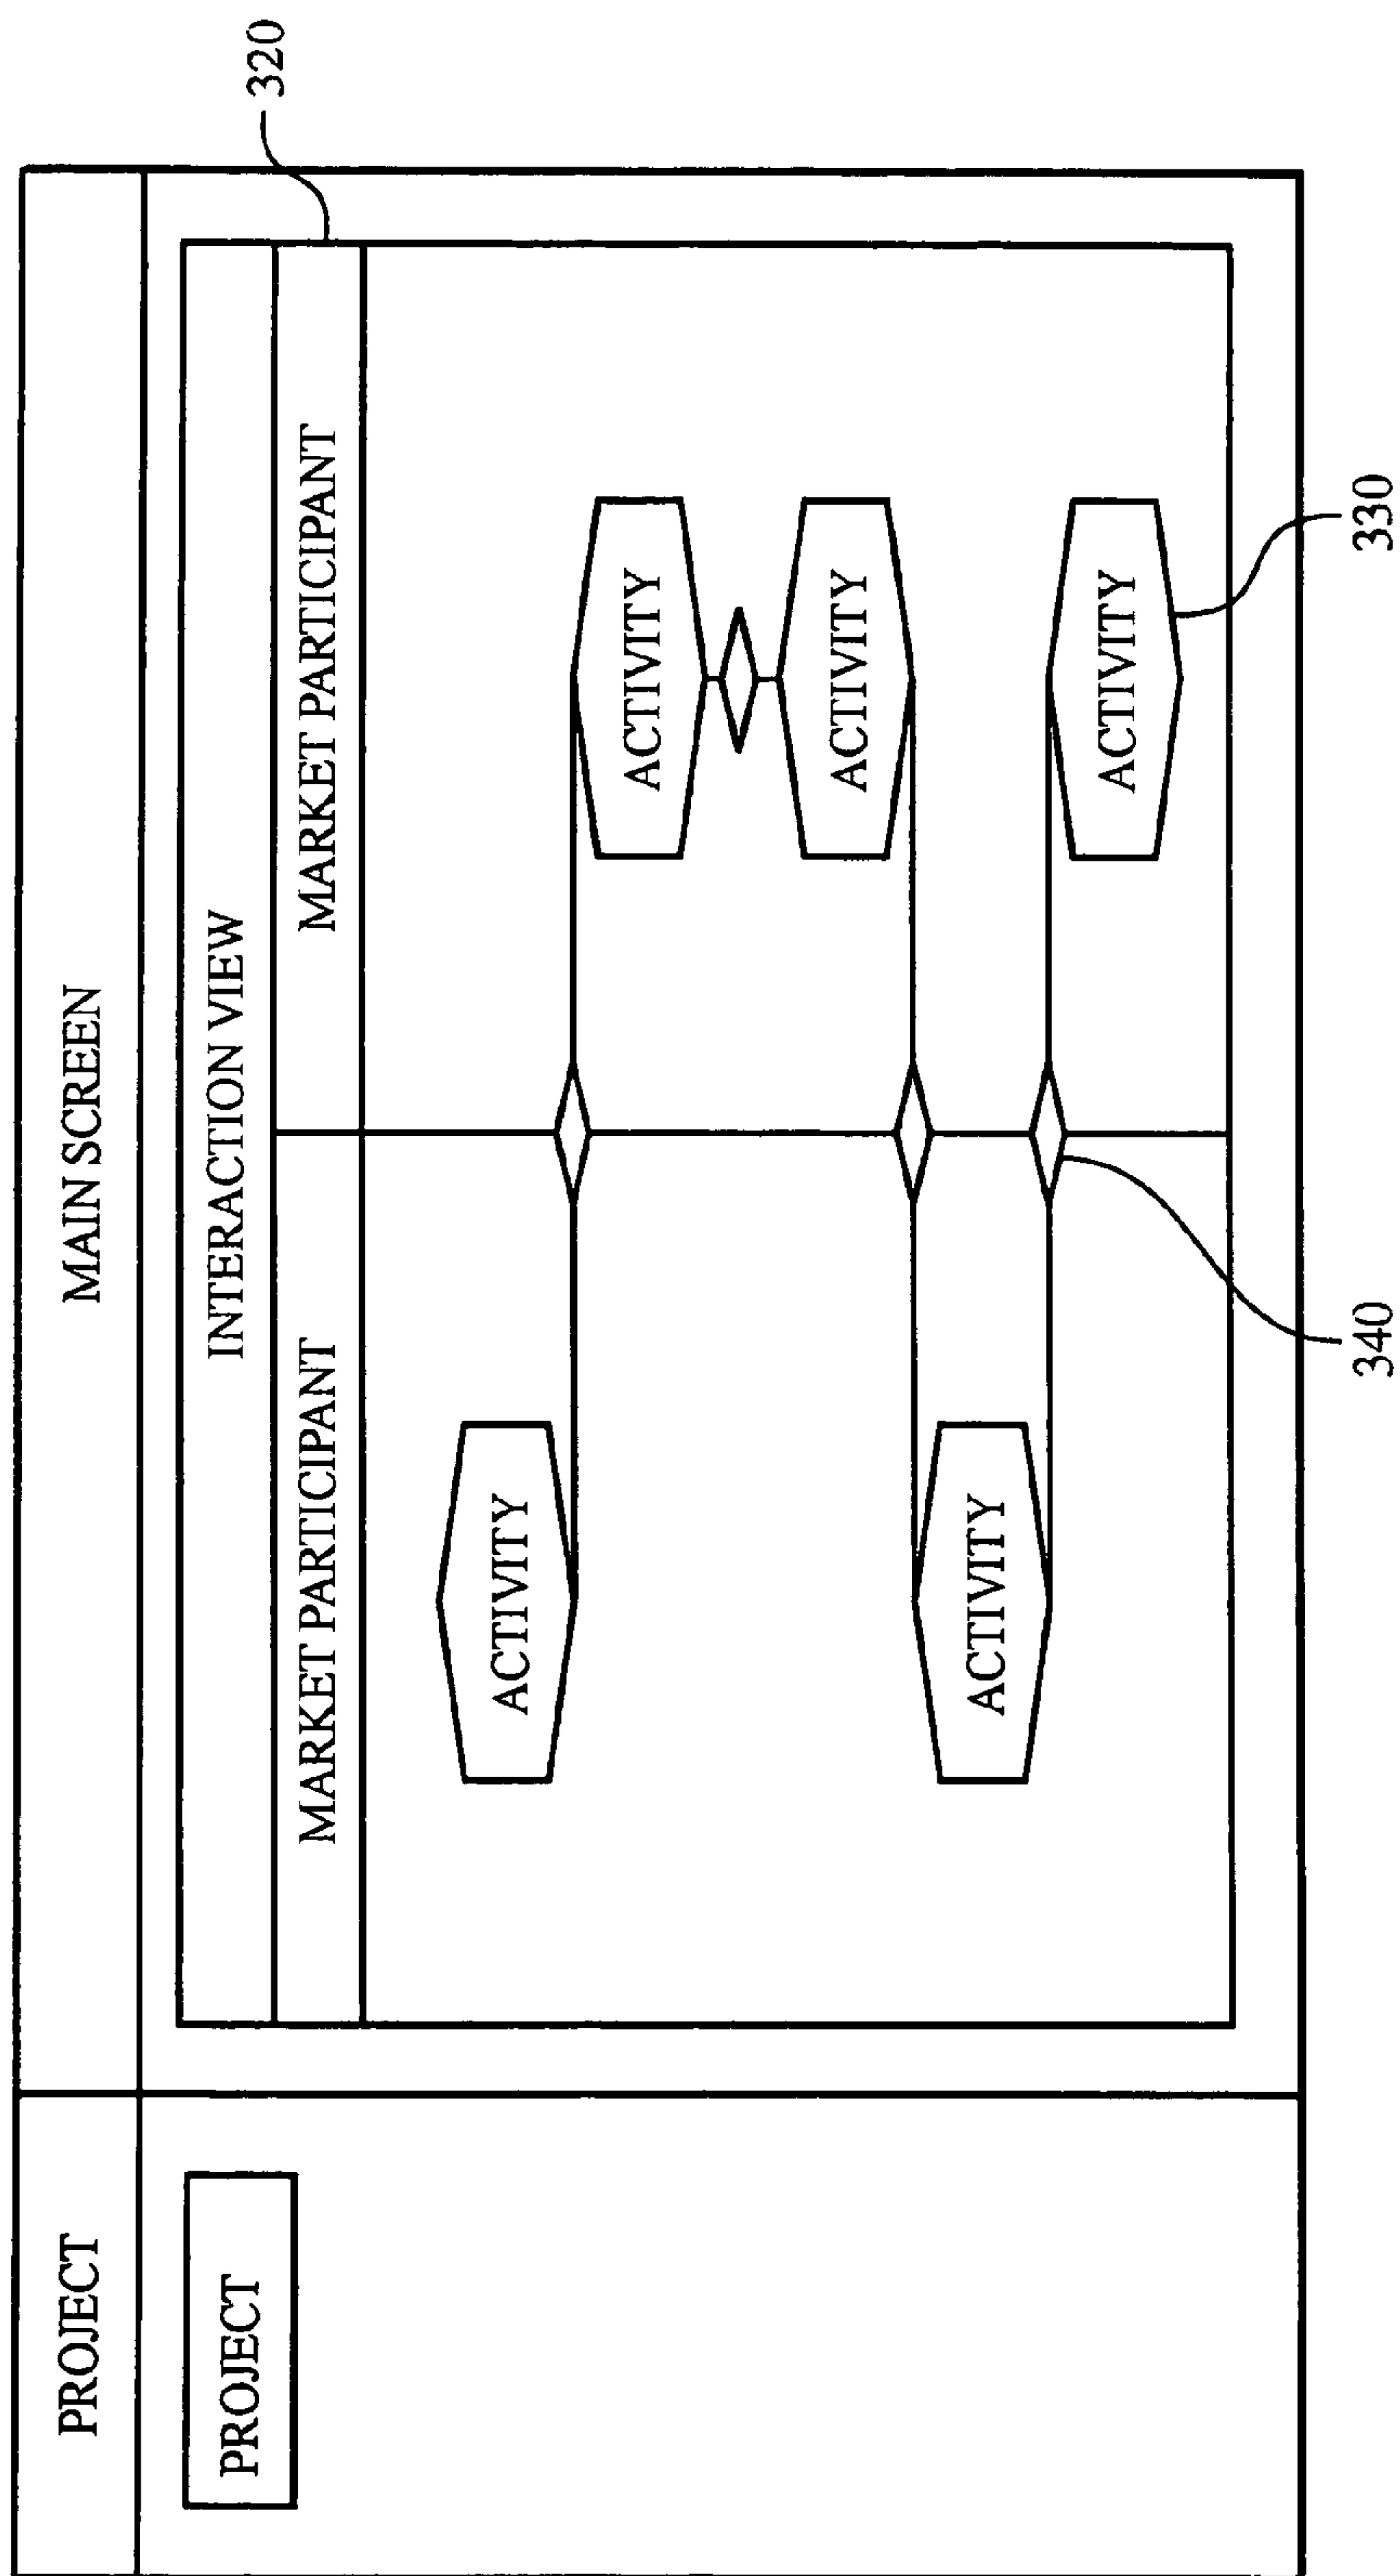 PROJECT
MAIN SCREEN
PROJECT
INTERACTION VIEW
MARKET PARTICIPANT
MARKET PARTICIPANT
320
ACTIVITY
ACTIVITY
ACTIVITY
ACTIVITY
ACTIVITY
340
330